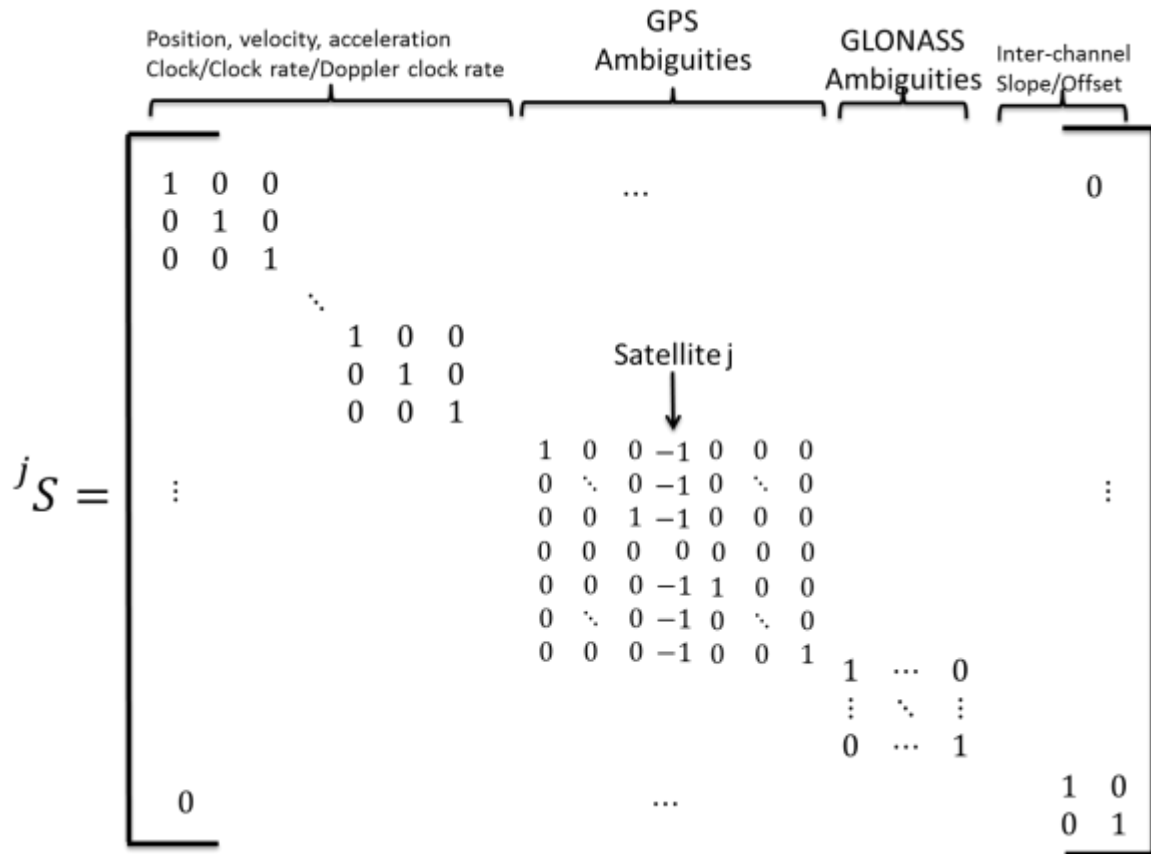 Position, velocity, acceleration
Clock/Clock rate/Doppler clock rate
GPS
Ambiguities
GLONASS
Ambiguities
Inter-channel
Slope/Offset
1 0 0 ⋯ 0
0 1 0
0 0 1
⋱
1 0 0
0 1 0
0 0 1
Satellite j
1 0 0 −1 0 0 0
ʲS = ⋮ 0 ⋱ 0 −1 0 ⋱ 0 ⋮
0 0 1 −1 0 0 0
0 0 0 0 0 0 0
0 0 0 −1 1 0 0
0 ⋱ 0 −1 0 ⋱ 0
0 0 0 −1 0 0 1
1 ⋯ 0
⋮ ⋱ ⋮
0 ⋯ 1
1 0
0 ⋯
0 1